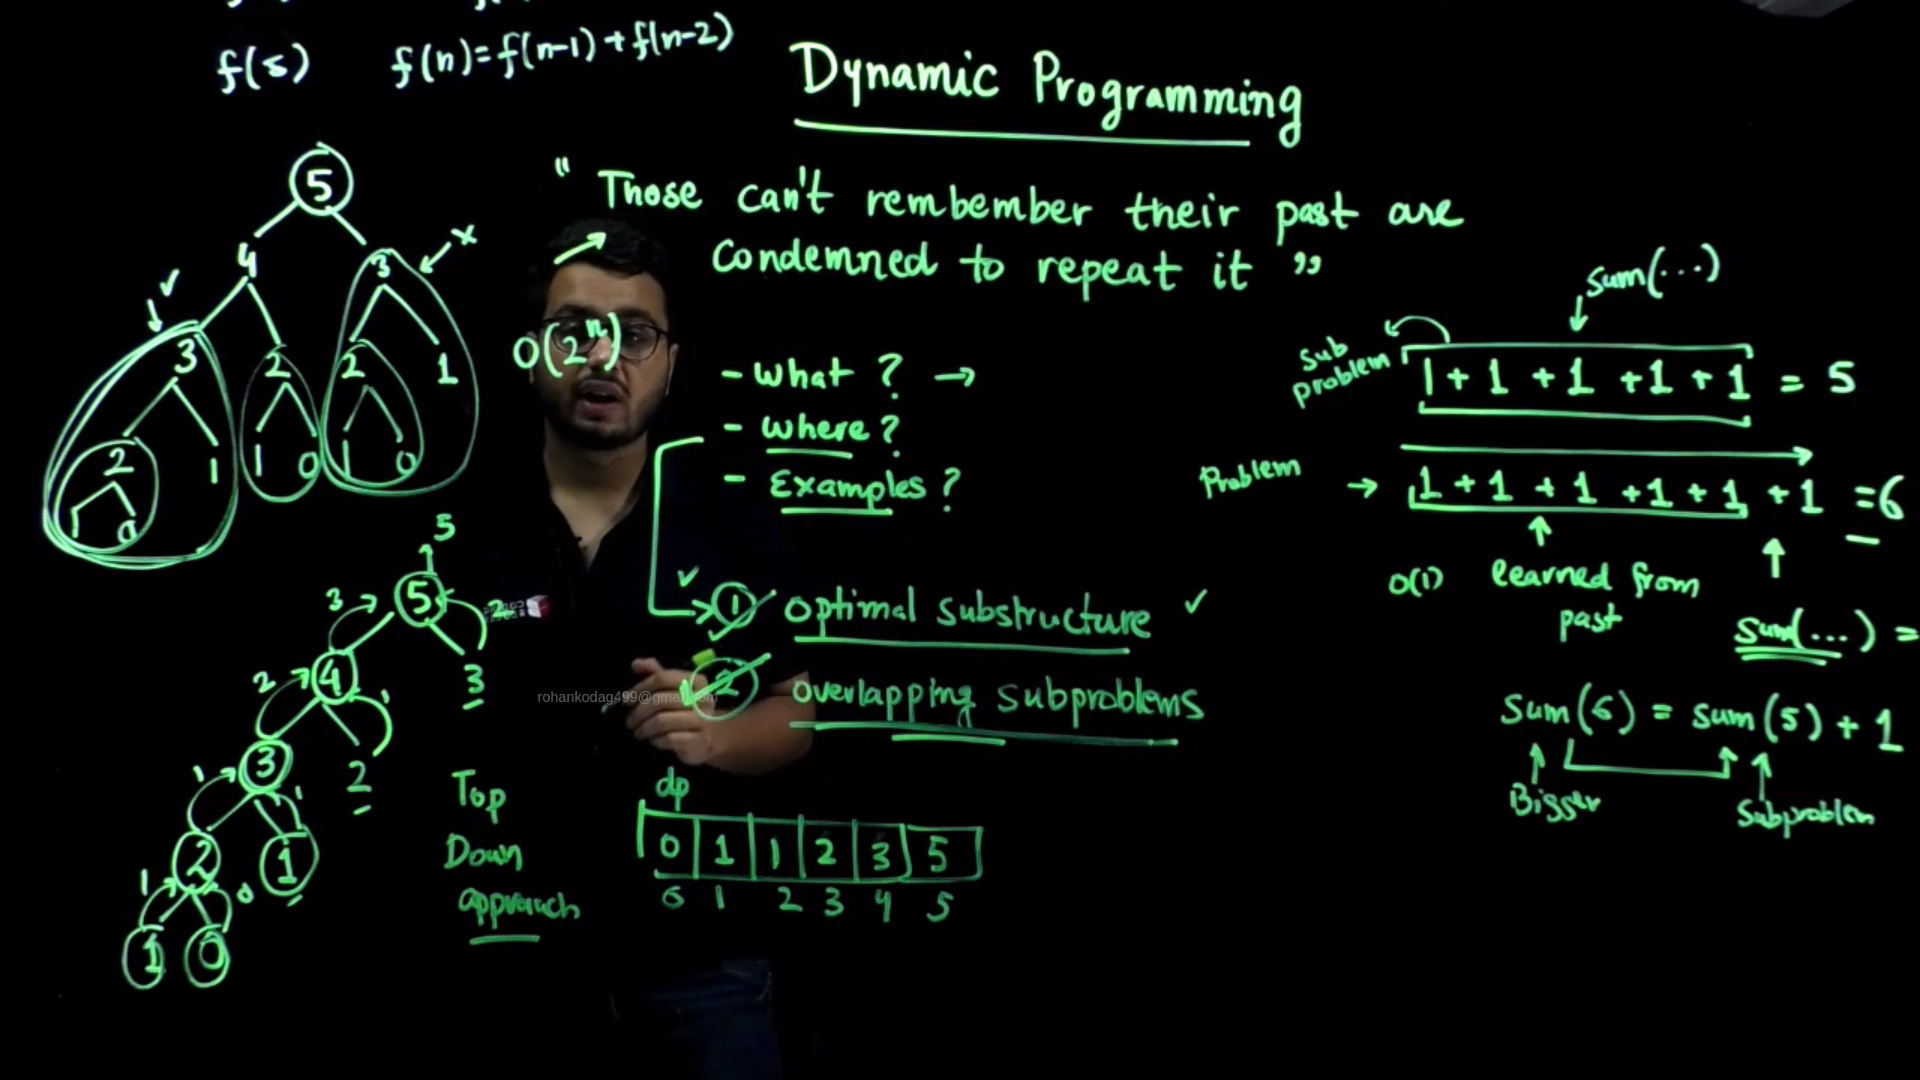 f(5)
f(n)=f(n-1)+f(n-2)
Dynamic Programming
" Those can't rembember their past are
Condemned to repeat it "
5
4 3 x
3 2 2 1
2 1 1 0 1 0
1 0
O(2^n)
- What ? →
- Where ?
- Examples ?
① optimal substructure ✓
② overlapping subproblems
rohankodag499@gmail.com
5
3 5 2
2 4 1 3
1 3 1 2
1 2 0 1
1 0
Top
Down
approach
dp
0 1 1 2 3 5
0 1 2 3 4 5
Sum(...)
Sub
problem
1 + 1 + 1 + 1 + 1 = 5
Problem → 1 + 1 + 1 + 1 + 1 + 1 = 6
O(1) learned from
past
Sum(...) =
Sum(6) = Sum(5) + 1
Bigger
Subproblem